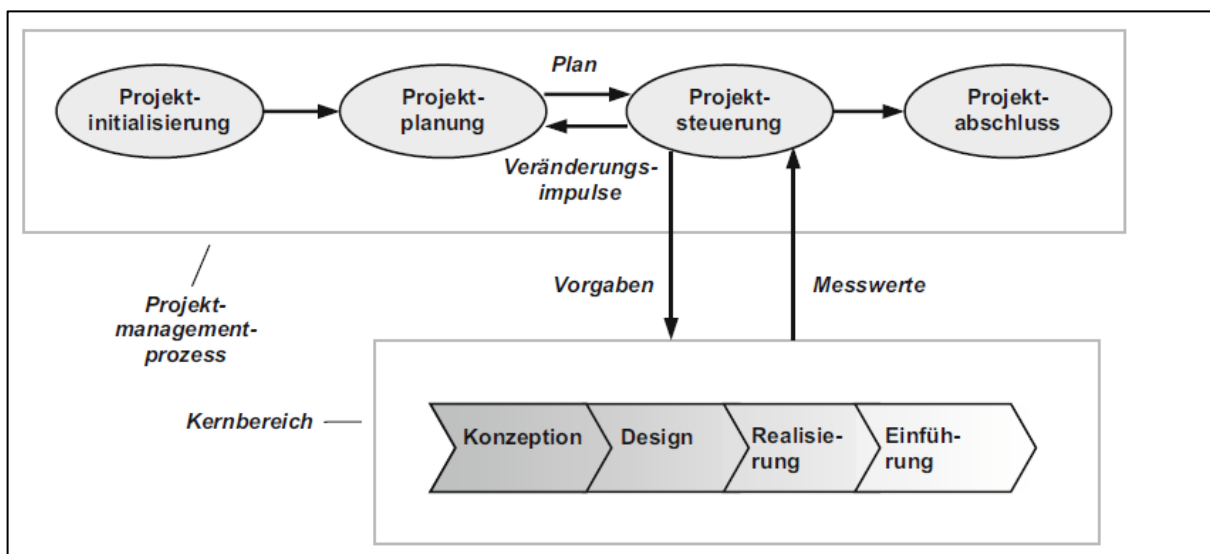 Plan
Projekt-
initialisierung
Projekt-
planung
Projekt-
steuerung
Projekt-
abschluss
Veränderungs-
impulse
Projekt-
management-
prozess
Vorgaben
Messwerte
Kernbereich
Konzeption
Design
Realisie-
rung
Einfüh-
rung